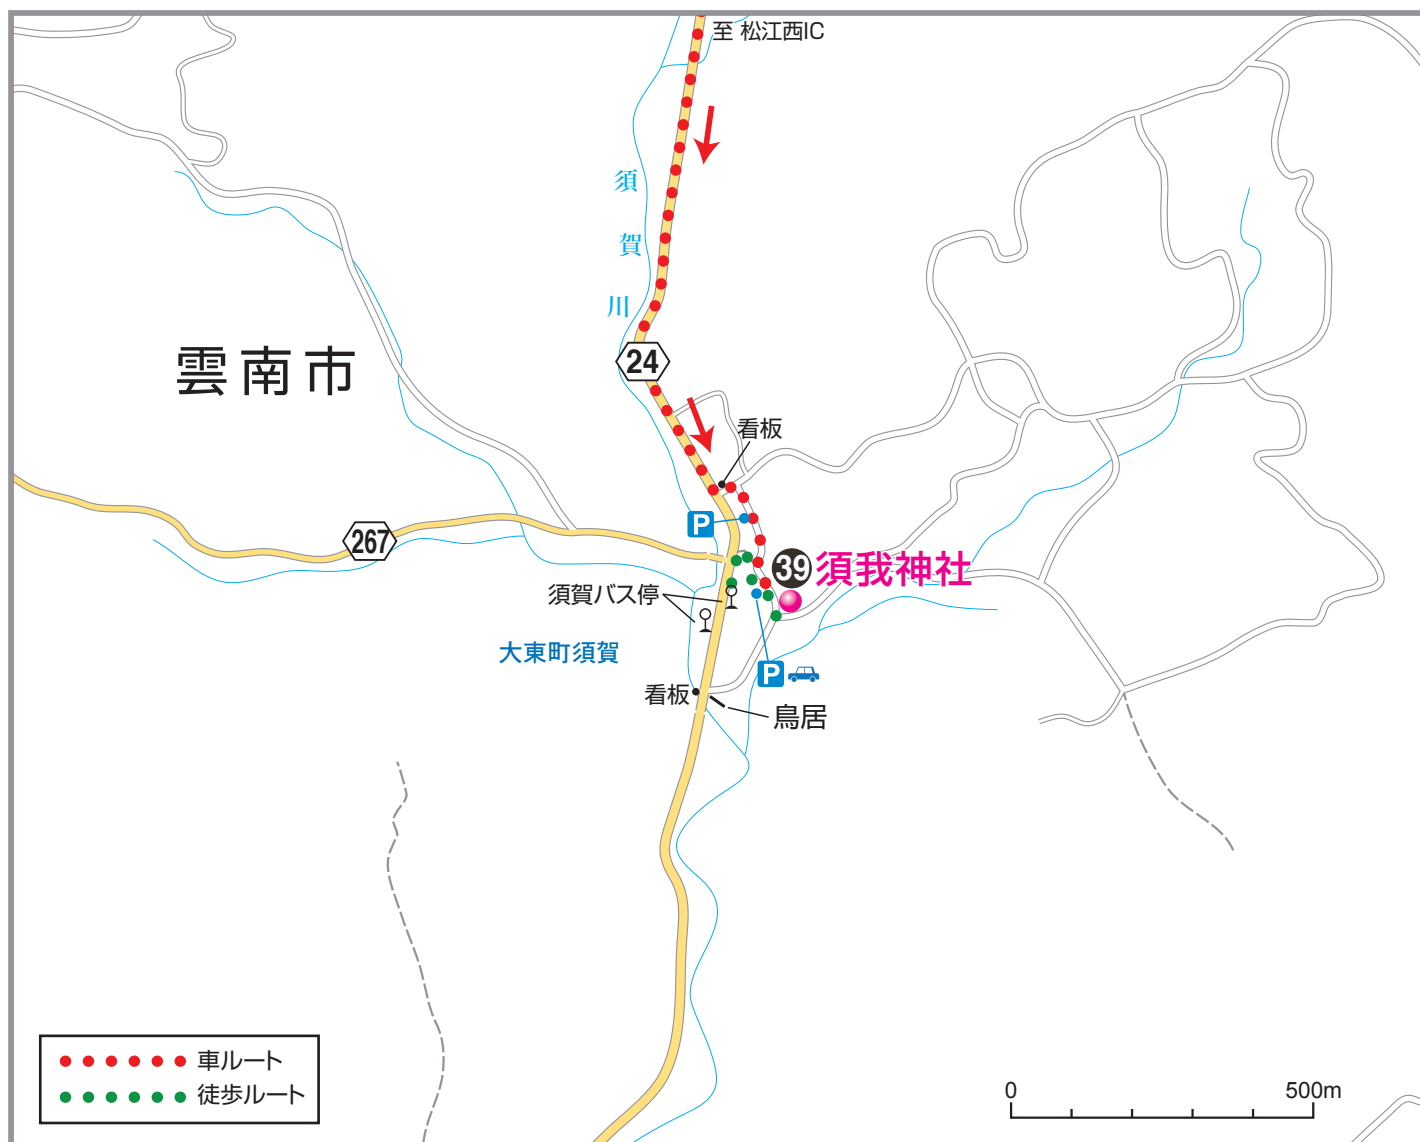 至 松江西IC
須賀川
24
雲南市
看板
P
267
39 須我神社
須賀バス停
大東町須賀
P
看板
鳥居
車ルート
徒歩ルート
0 500m